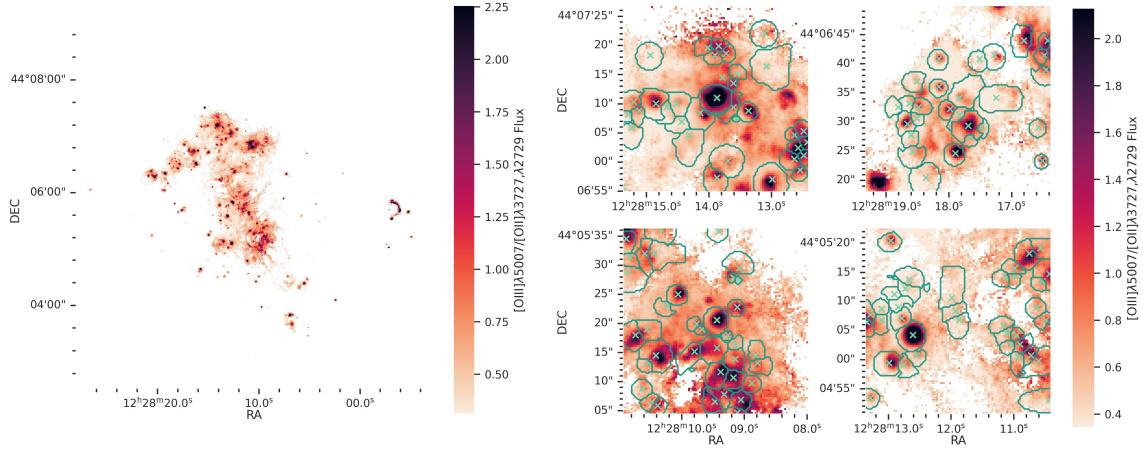 44°08'00"
06'00"
04'00"
DEC
12ʰ28ᵐ20.0ˢ
10.0ˢ
00.0ˢ
RA
2.25
2.00
1.75
1.50
1.25
1.00
0.75
0.50
[OIII]λ5007/[OII]λ3727,λ2729 Flux
44°07'25"
20"
15"
10"
05"
00"
06'55"
DEC
12ʰ28ᵐ15.0ˢ
14.0ˢ
13.0ˢ
44°06'45"
40"
35"
30"
25"
20"
12ʰ28ᵐ19.0ˢ
18.0ˢ
17.0ˢ
44°05'35"
30"
25"
20"
15"
10"
05"
DEC
12ʰ28ᵐ10.0ˢ
09.0ˢ
08.0ˢ
RA
44°05'20"
15"
10"
05"
00"
04'55"
12ʰ28ᵐ13.0ˢ
12.0ˢ
11.0ˢ
RA
2.0
1.8
1.6
1.4
1.2
1.0
0.8
0.6
0.4
[OIII]λ5007/[OII]λ3727,λ2729 Flux